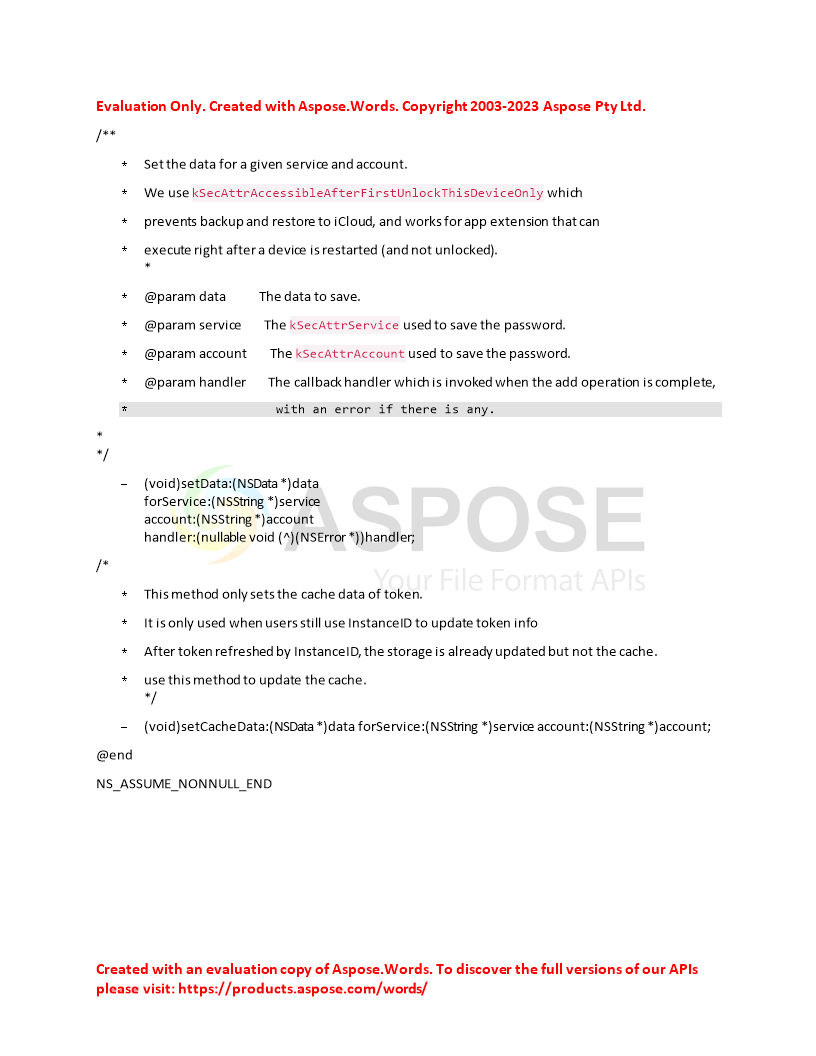 Evaluation Only. Created with Aspose.Words. Copyright 2003-2023 Aspose Pty Ltd.
/**
* Set the data for a given service and account.
* We use kSecAttrAccessibleAfterFirstUnlockThisDeviceOnly which
* prevents backup and restore to iCloud, and works for app extension that can
* execute right after a device is restarted (and not unlocked).
*
* @param data The data to save.
* @param service The kSecAttrService used to save the password.
* @param account The kSecAttrAccount used to save the password.
* @param handler The callback handler which is invoked when the add operation is complete,
* with an error if there is any.
*
*/
– (void)setData:(NSData *)data
forService:(NSString *)service
account:(NSString *)account
handler:(nullable void (^)(NSError *))handler;
ASPOSE
Your File Format APIs
/*
* This method only sets the cache data of token.
* It is only used when users still use InstanceID to update token info
* After token refreshed by InstanceID, the storage is already updated but not the cache.
* use this method to update the cache.
*/
– (void)setCacheData:(NSData *)data forService:(NSString *)service account:(NSString *)account;
@end
NS_ASSUME_NONNULL_END
Created with an evaluation copy of Aspose.Words. To discover the full versions of our APIs
please visit: https://products.aspose.com/words/